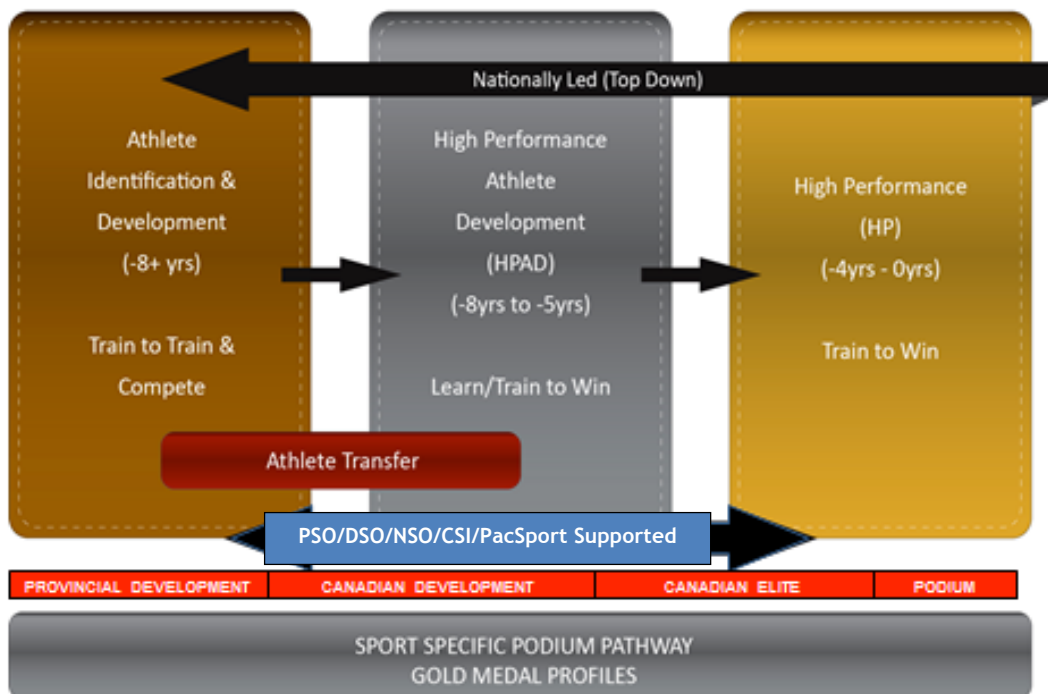 Nationally Led (Top Down)
Athlete
Identification &
Development
(-8+ yrs)
Train to Train &
Compete
High Performance
Athlete
Development
(HPAD)
(-8yrs to -5yrs)
Learn/Train to Win
High Performance
(HP)
(-4yrs - 0yrs)
Train to Win
Athlete Transfer
PSO/DSO/NSO/CSI/PacSport Supported
PROVINCIAL DEVELOPMENT
CANADIAN DEVELOPMENT
CANADIAN ELITE
PODIUM
SPORT SPECIFIC PODIUM PATHWAY
GOLD MEDAL PROFILES